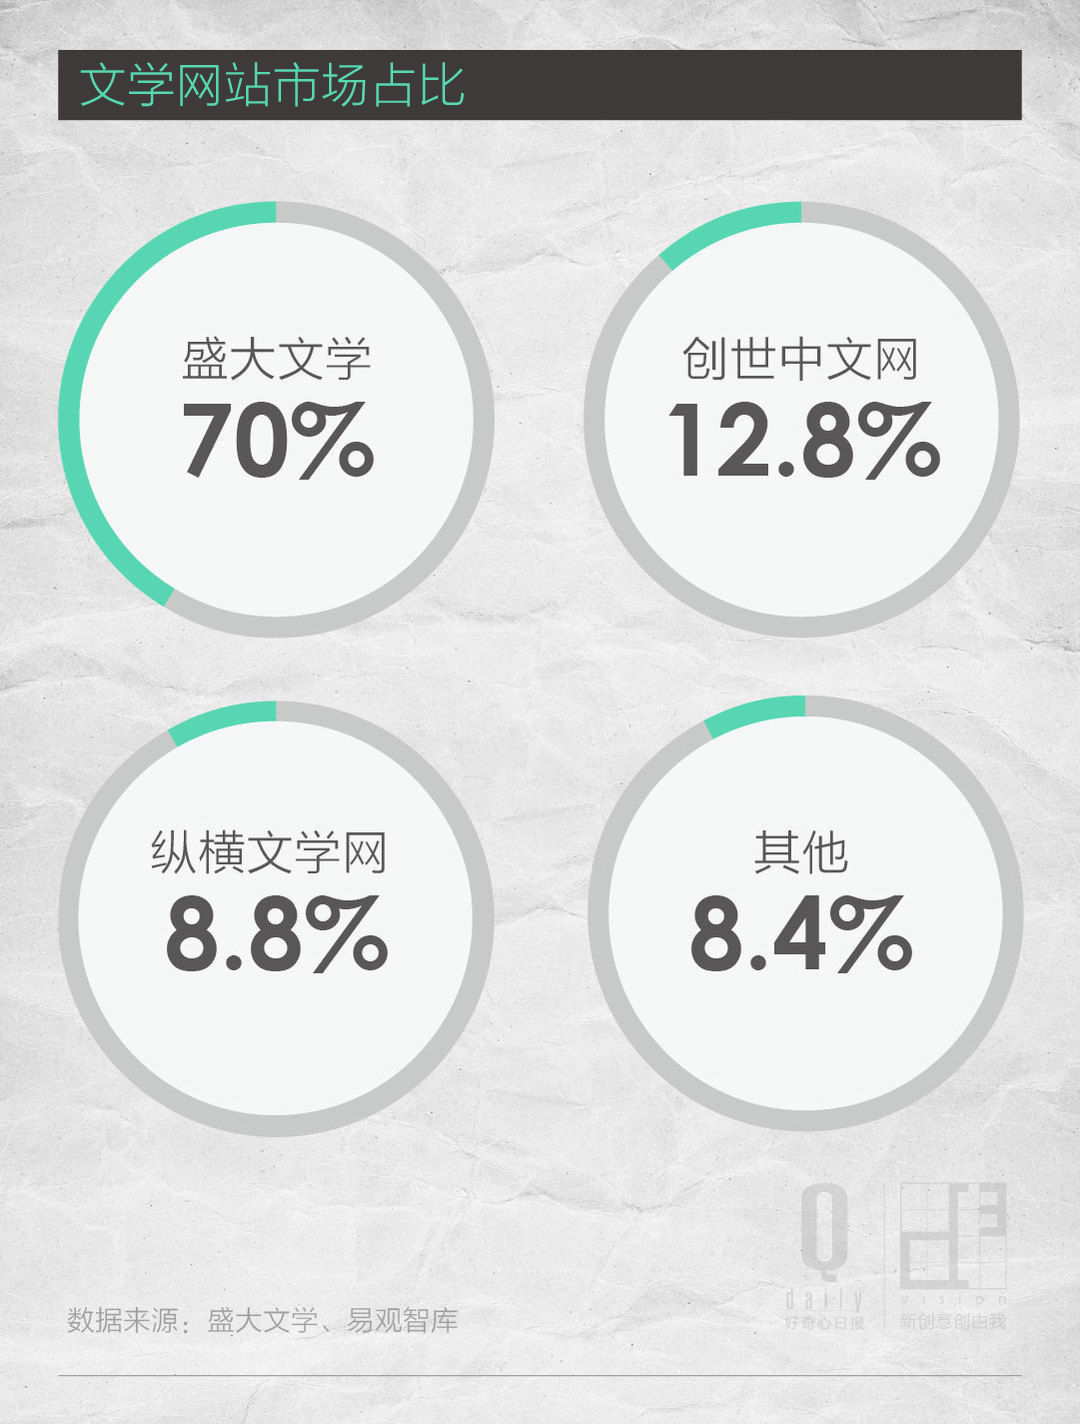 文学网站市场占比
盛大文学
70%
创世中文网
12.8%
纵横文学网
8.8%
其他
8.4%
数据来源：盛大文学、易观智库
Q
daily
好奇心日报
d3
vision
新创意创由我